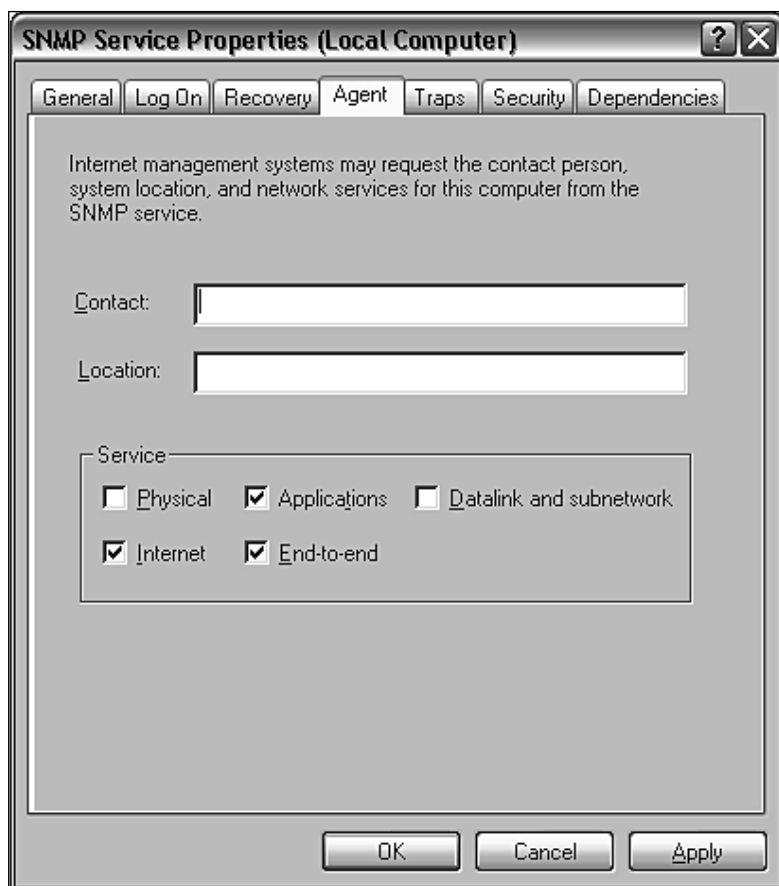 SNMP Service Properties (Local Computer)
General Log On Recovery Agent Traps Security Dependencies
Internet management systems may request the contact person,
system location, and network services for this computer from the
SNMP service.
Contact:
Location:
Service
Physical Applications Datalink and subnetwork
Internet End-to-end
OK Cancel Apply